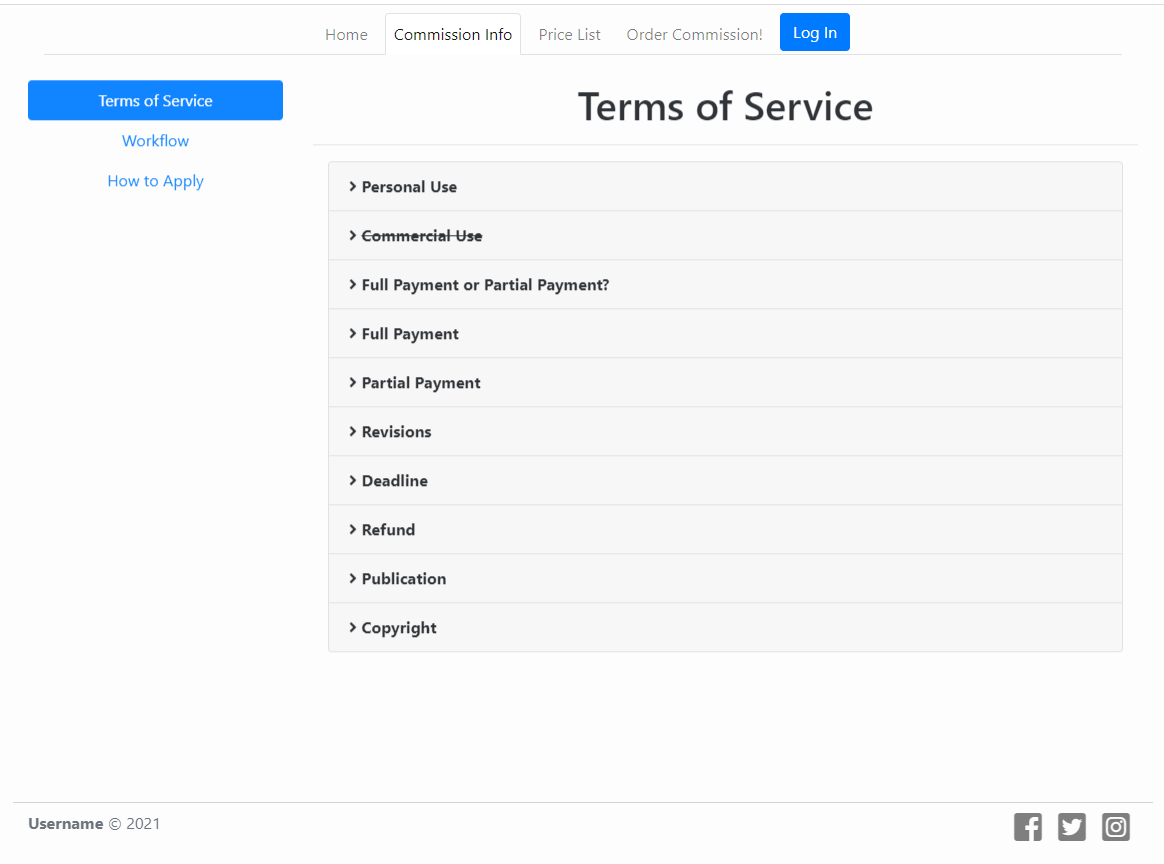 Home Commission Info Price List Order Commission! Log In
Terms of Service
Workflow
How to Apply
Terms of Service
Personal Use
Commercial Use
Full Payment or Partial Payment?
Full Payment
Partial Payment
Revisions
Deadline
Refund
Publication
Copyright
Username © 2021